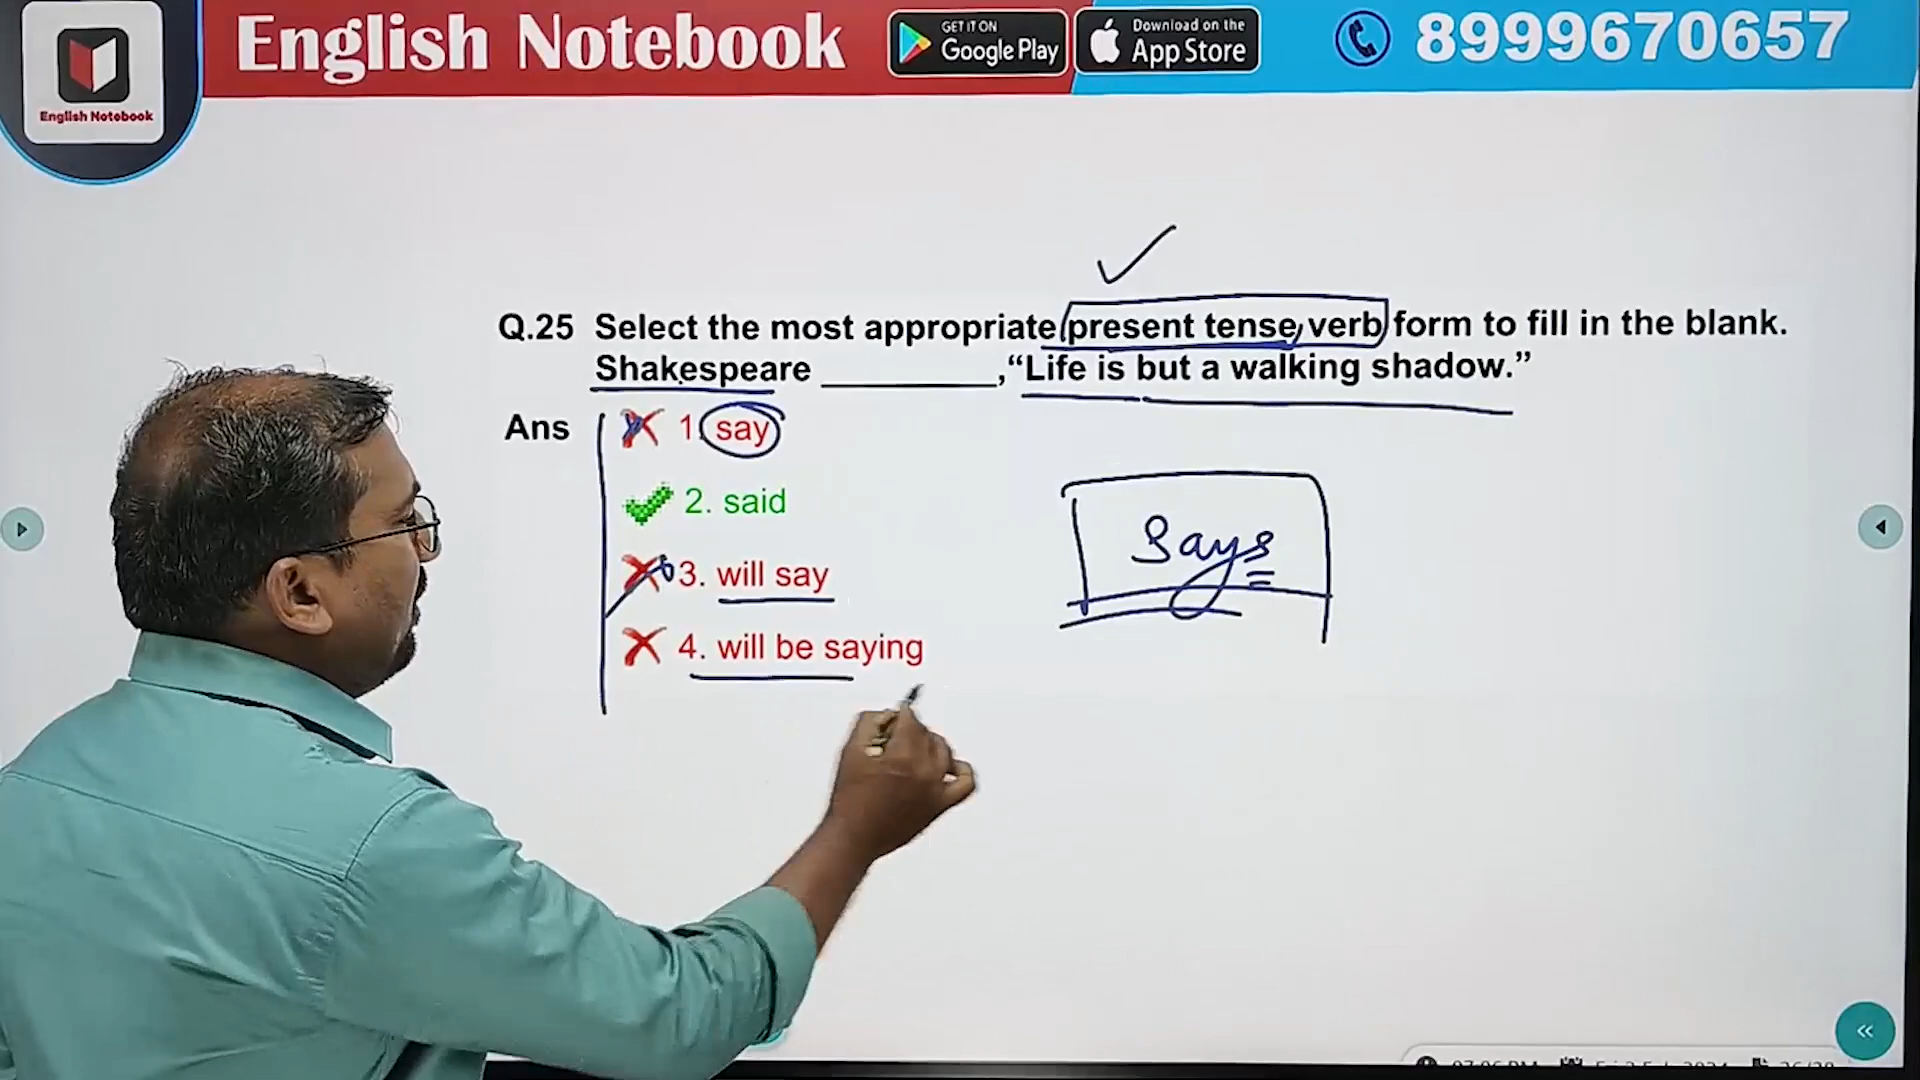 English Notebook
GET IT ON
Google Play
Download on the
App Store
8999670657
English Notebook
Q.25 Select the most appropriate present tense verb form to fill in the blank.
Shakespeare __________,“Life is but a walking shadow.”
Ans
1. say
2. said
3. will say
4. will be saying
Says